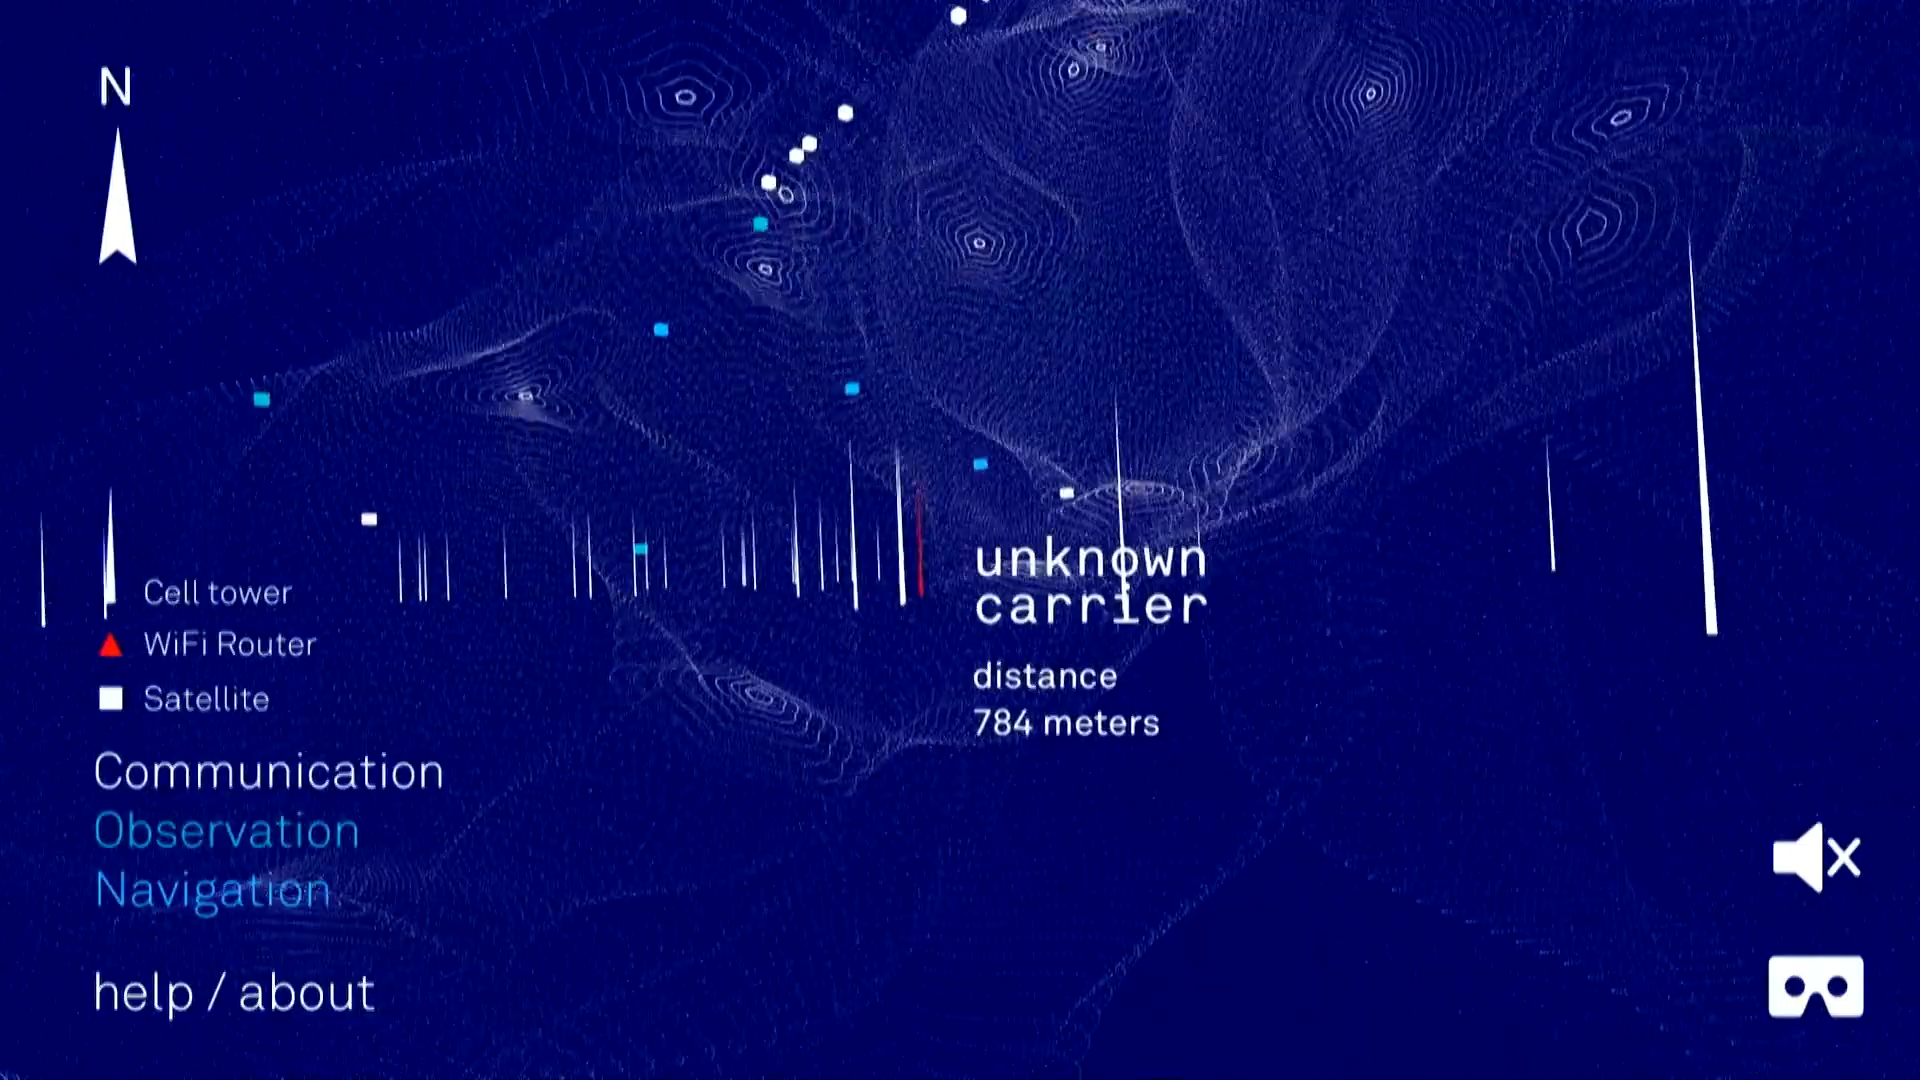 N
Cell tower
WiFi Router
Satellite
Communication
Observation
Navigation
help / about
unknown
carrier
distance
784 meters